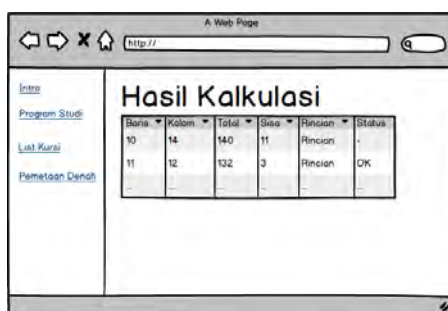 A Web Page
http://
Intro
Program Studi
List Kursi
Pemetaan Denah
Hasil Kalkulasi
Baris Kolom Total Sisa Rincian Status
10 14 140 11 Rincian -
11 12 132 3 Rincian OK
... ... ... ... ... ...